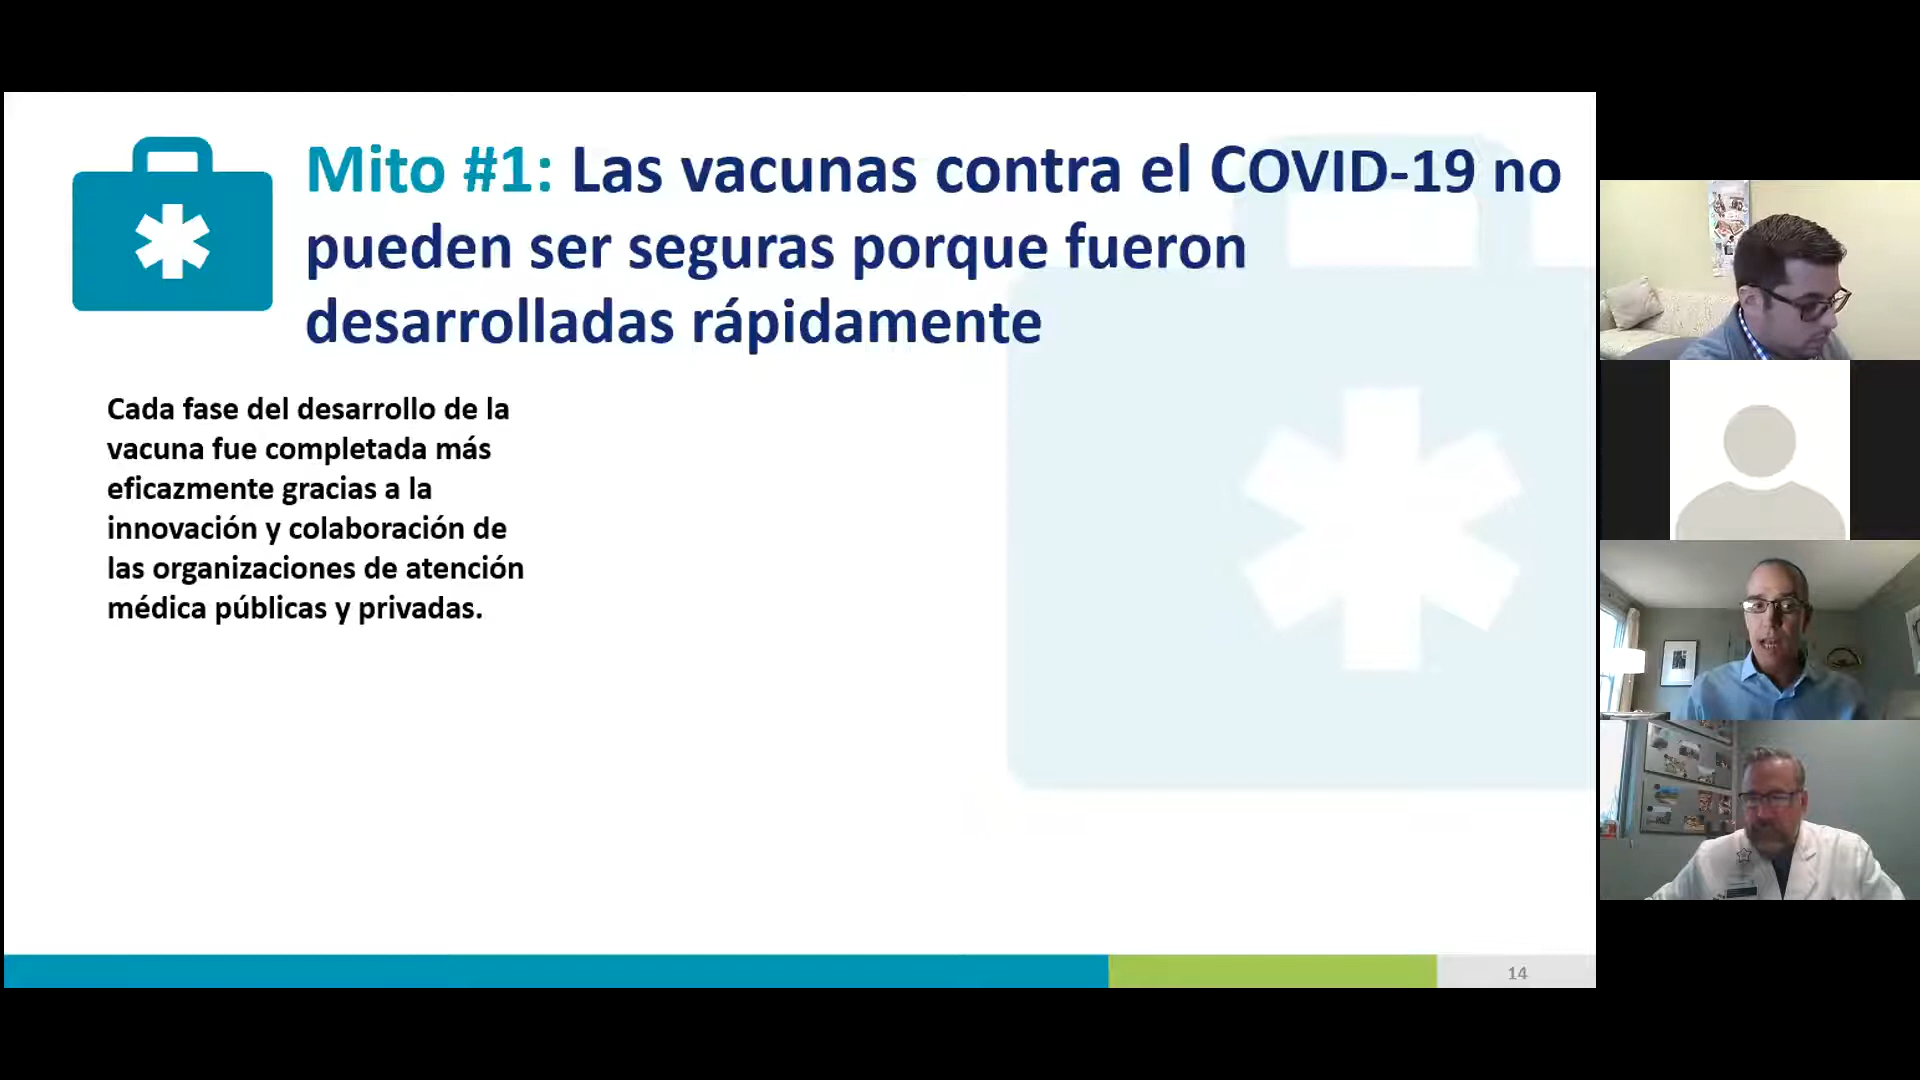 Mito #1: Las vacunas contra el COVID-19 no
pueden ser seguras porque fueron
desarrolladas rápidamente
Cada fase del desarrollo de la
vacuna fue completada más
eficazmente gracias a la
innovación y colaboración de
las organizaciones de atención
médica públicas y privadas.
14